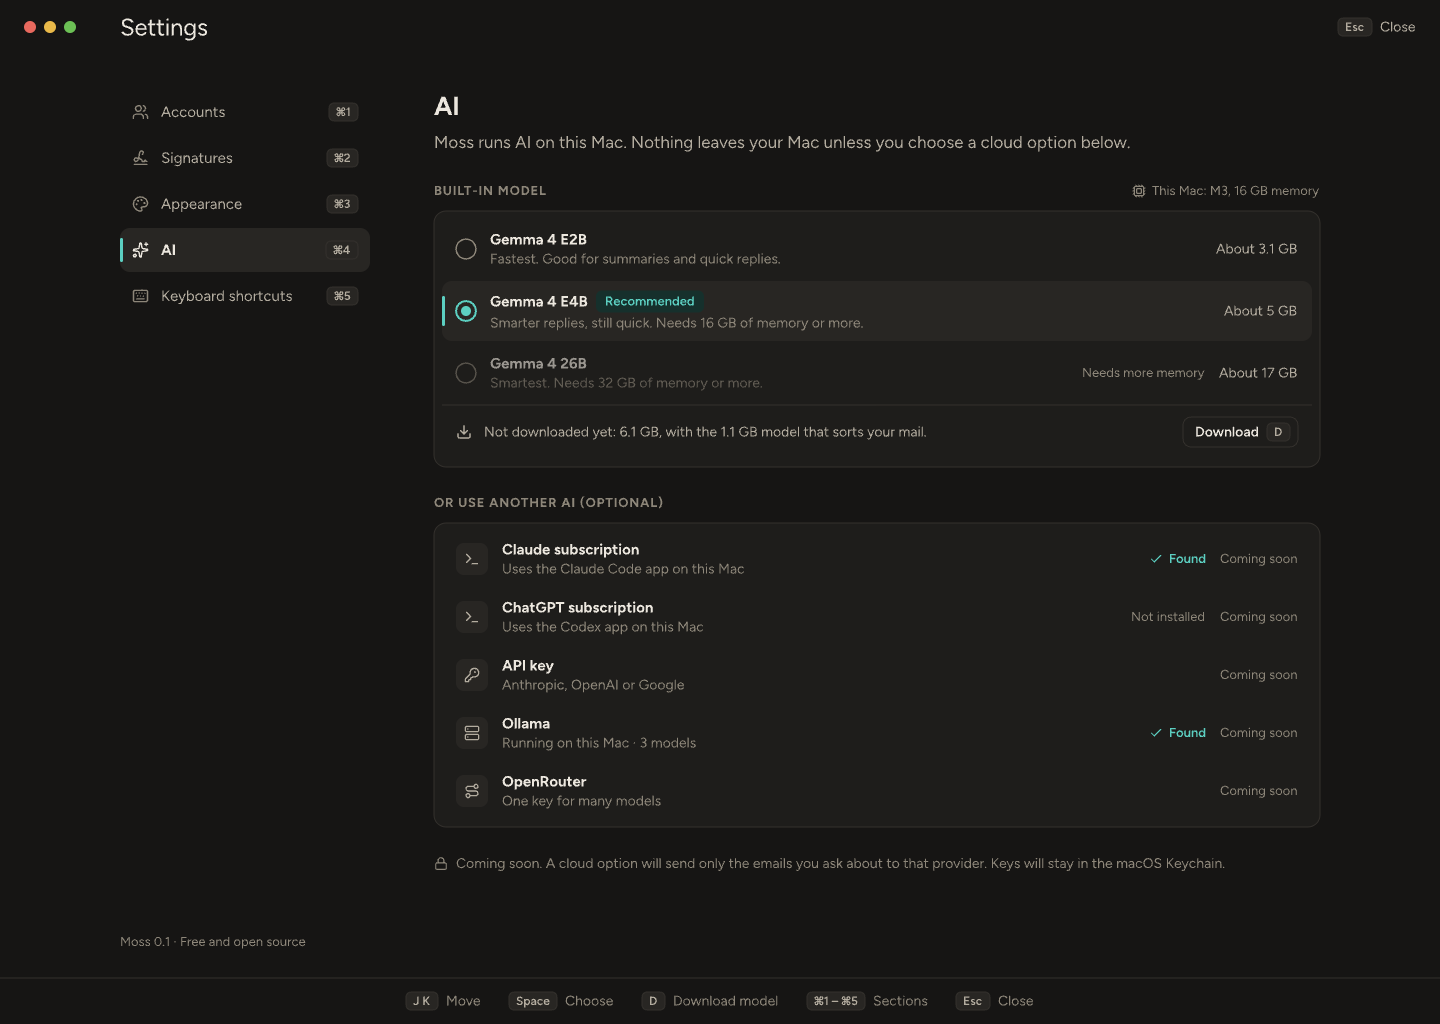 Settings
Esc Close
Accounts ⌘1
Signatures ⌘2
Appearance ⌘3
AI ⌘4
Keyboard shortcuts ⌘5
AI
Moss runs AI on this Mac. Nothing leaves your Mac unless you choose a cloud option below.
BUILT-IN MODEL
This Mac: M3, 16 GB memory
Gemma 4 E2B
Fastest. Good for summaries and quick replies.
About 3.1 GB
Gemma 4 E4B Recommended
Smarter replies, still quick. Needs 16 GB of memory or more.
About 5 GB
Gemma 4 26B
Smartest. Needs 32 GB of memory or more.
Needs more memory About 17 GB
Not downloaded yet: 6.1 GB, with the 1.1 GB model that sorts your mail.
Download D
OR USE ANOTHER AI (OPTIONAL)
Claude subscription
Uses the Claude Code app on this Mac
Found Coming soon
ChatGPT subscription
Uses the Codex app on this Mac
Not installed Coming soon
API key
Anthropic, OpenAI or Google
Coming soon
Ollama
Running on this Mac · 3 models
Found Coming soon
OpenRouter
One key for many models
Coming soon
Coming soon. A cloud option will send only the emails you ask about to that provider. Keys will stay in the macOS Keychain.
Moss 0.1 · Free and open source
J K Move Space Choose D Download model ⌘1 – ⌘5 Sections Esc Close